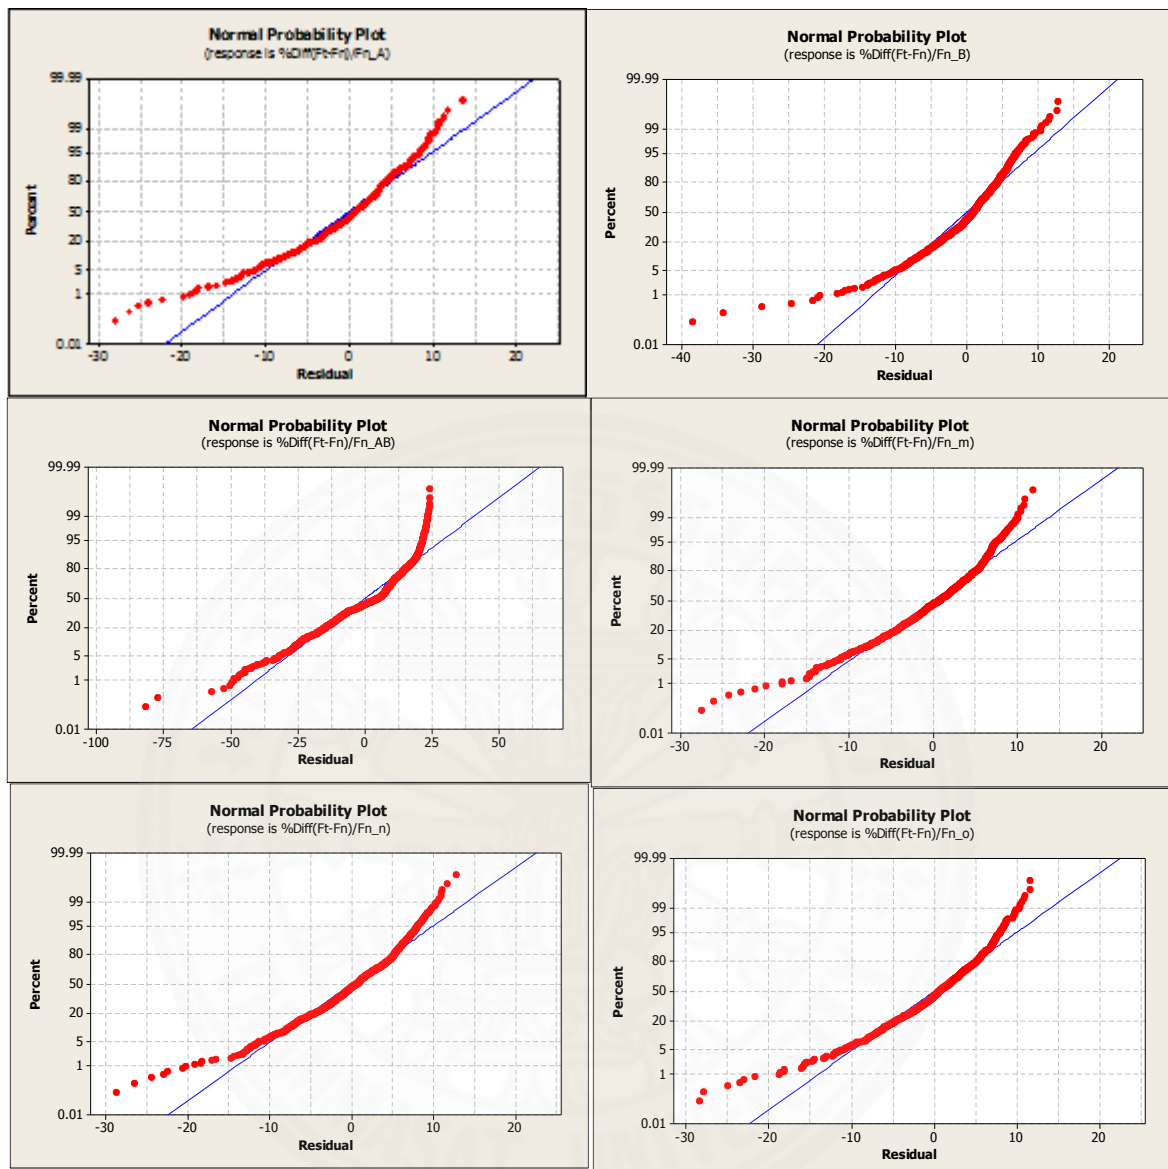 Normal Probability Plot
(response is %Diff(Ft-Fn)/Fn_A)
99.99
99
95
80
50
20
5
1
0.01
Percent
-30 -20 -10 0 10 20
Residual
Normal Probability Plot
(response is %Diff(Ft-Fn)/Fn_B)
99.99
99
95
80
50
20
5
1
0.01
Percent
-40 -30 -20 -10 0 10 20
Residual
Normal Probability Plot
(response is %Diff(Ft-Fn)/Fn_AB)
99.99
99
95
80
50
20
5
1
0.01
Percent
-100 -75 -50 -25 0 25 50
Residual
Normal Probability Plot
(response is %Diff(Ft-Fn)/Fn_m)
99.99
99
95
80
50
20
5
1
0.01
Percent
-30 -20 -10 0 10 20
Residual
Normal Probability Plot
(response is %Diff(Ft-Fn)/Fn_n)
99.99
99
95
80
50
20
5
1
0.01
Percent
-30 -20 -10 0 10 20
Residual
Normal Probability Plot
(response is %Diff(Ft-Fn)/Fn_o)
99.99
99
95
80
50
20
5
1
0.01
Percent
-30 -20 -10 0 10 20
Residual